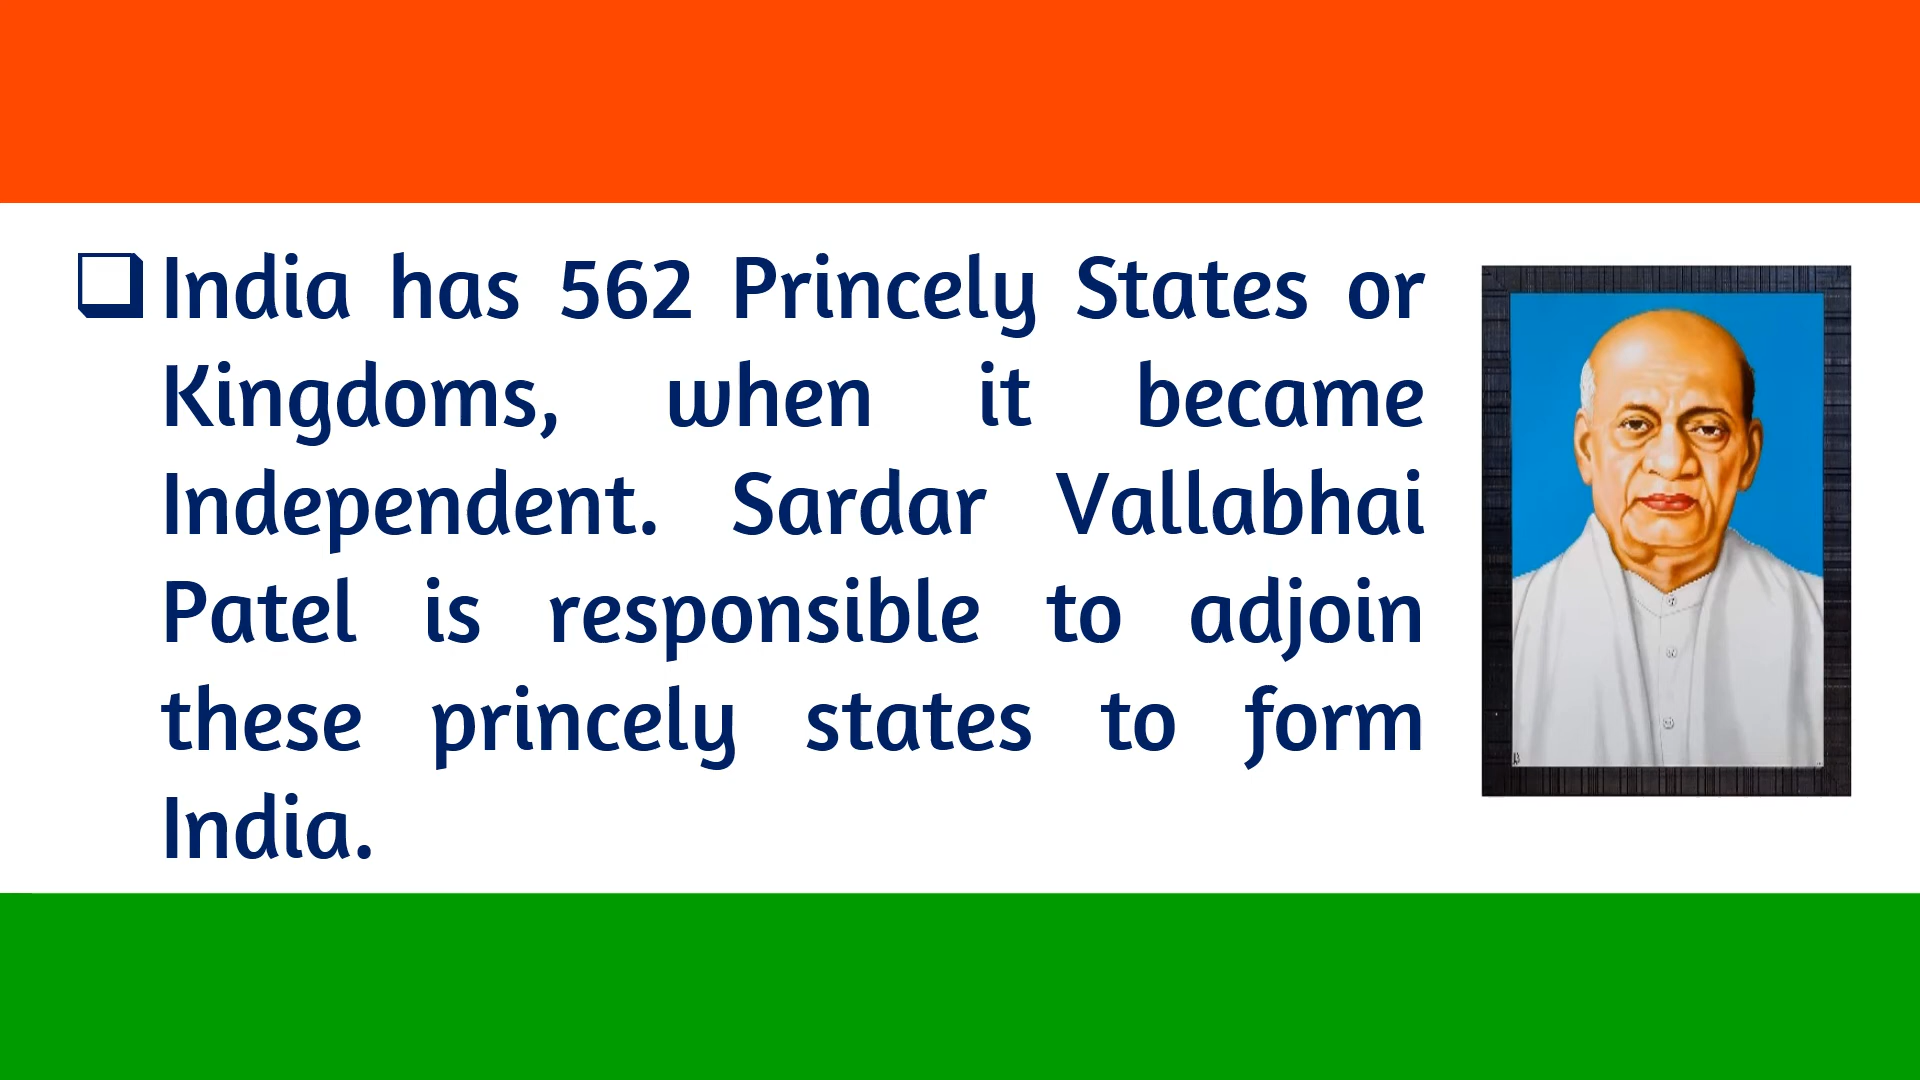 India has 562 Princely States or
Kingdoms, when it became
Independent. Sardar Vallabhai
Patel is responsible to adjoin
these princely states to form
India.